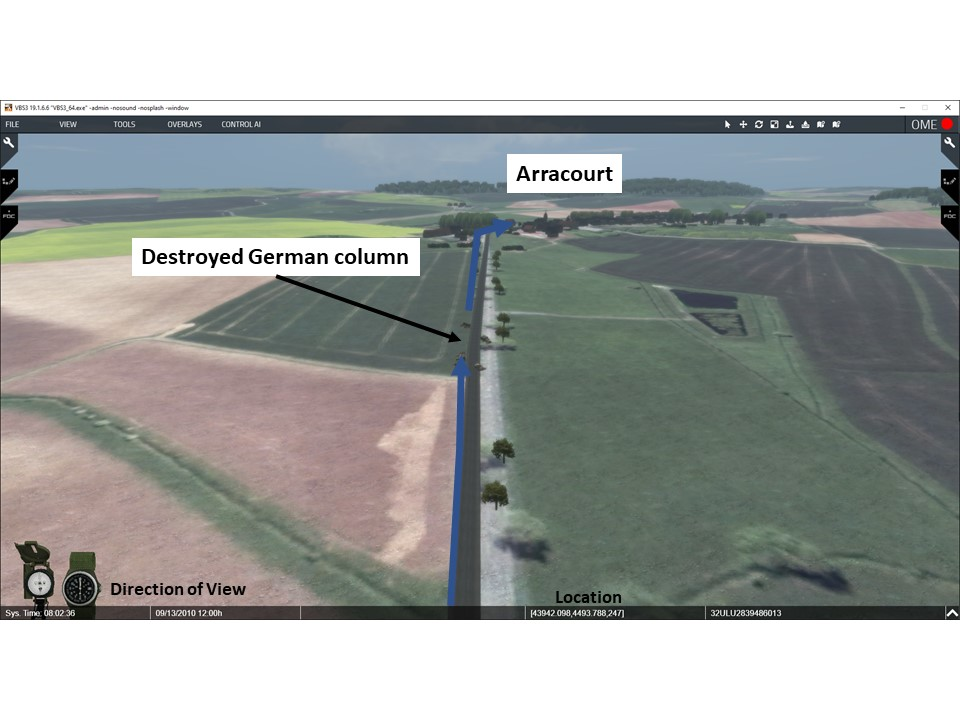 VBS3 19.1.6.6 "VBS3_64.exe" -admin -nosound -nosplash -window
FILE VIEW TOOLS OVERLAYS CONTROL AI OME
Arracourt
FDC FDC
Destroyed German column
Direction of View
Location
Sys. Time: 08:02:36 09/13/2010 12:00h [43942.098,4493.788,247] 32ULU2839486013